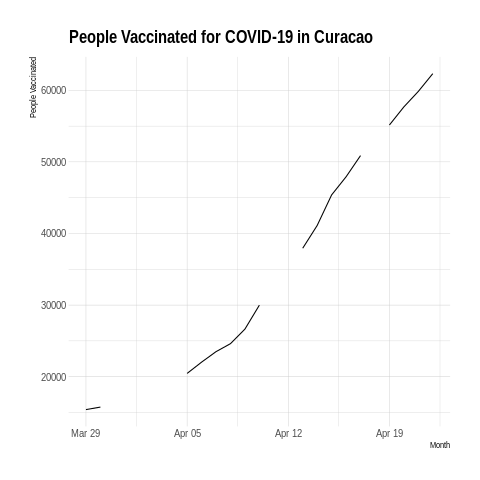 People Vaccinated for COVID-19 in Curacao
People Vaccinated
60000
50000
40000
30000
20000
Mar 29 Apr 05 Apr 12 Apr 19
Month